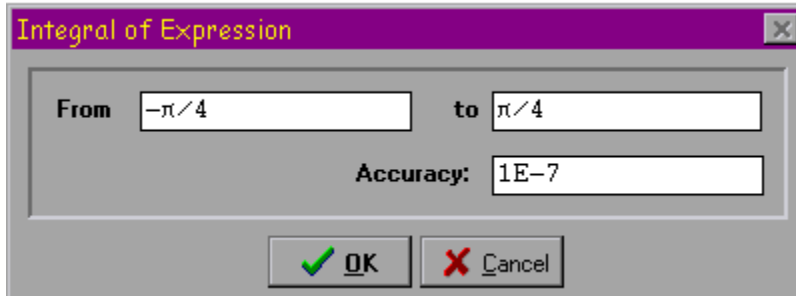 Integral of Expression
From −π/4 to π/4
Accuracy: 1E−7
OK Cancel